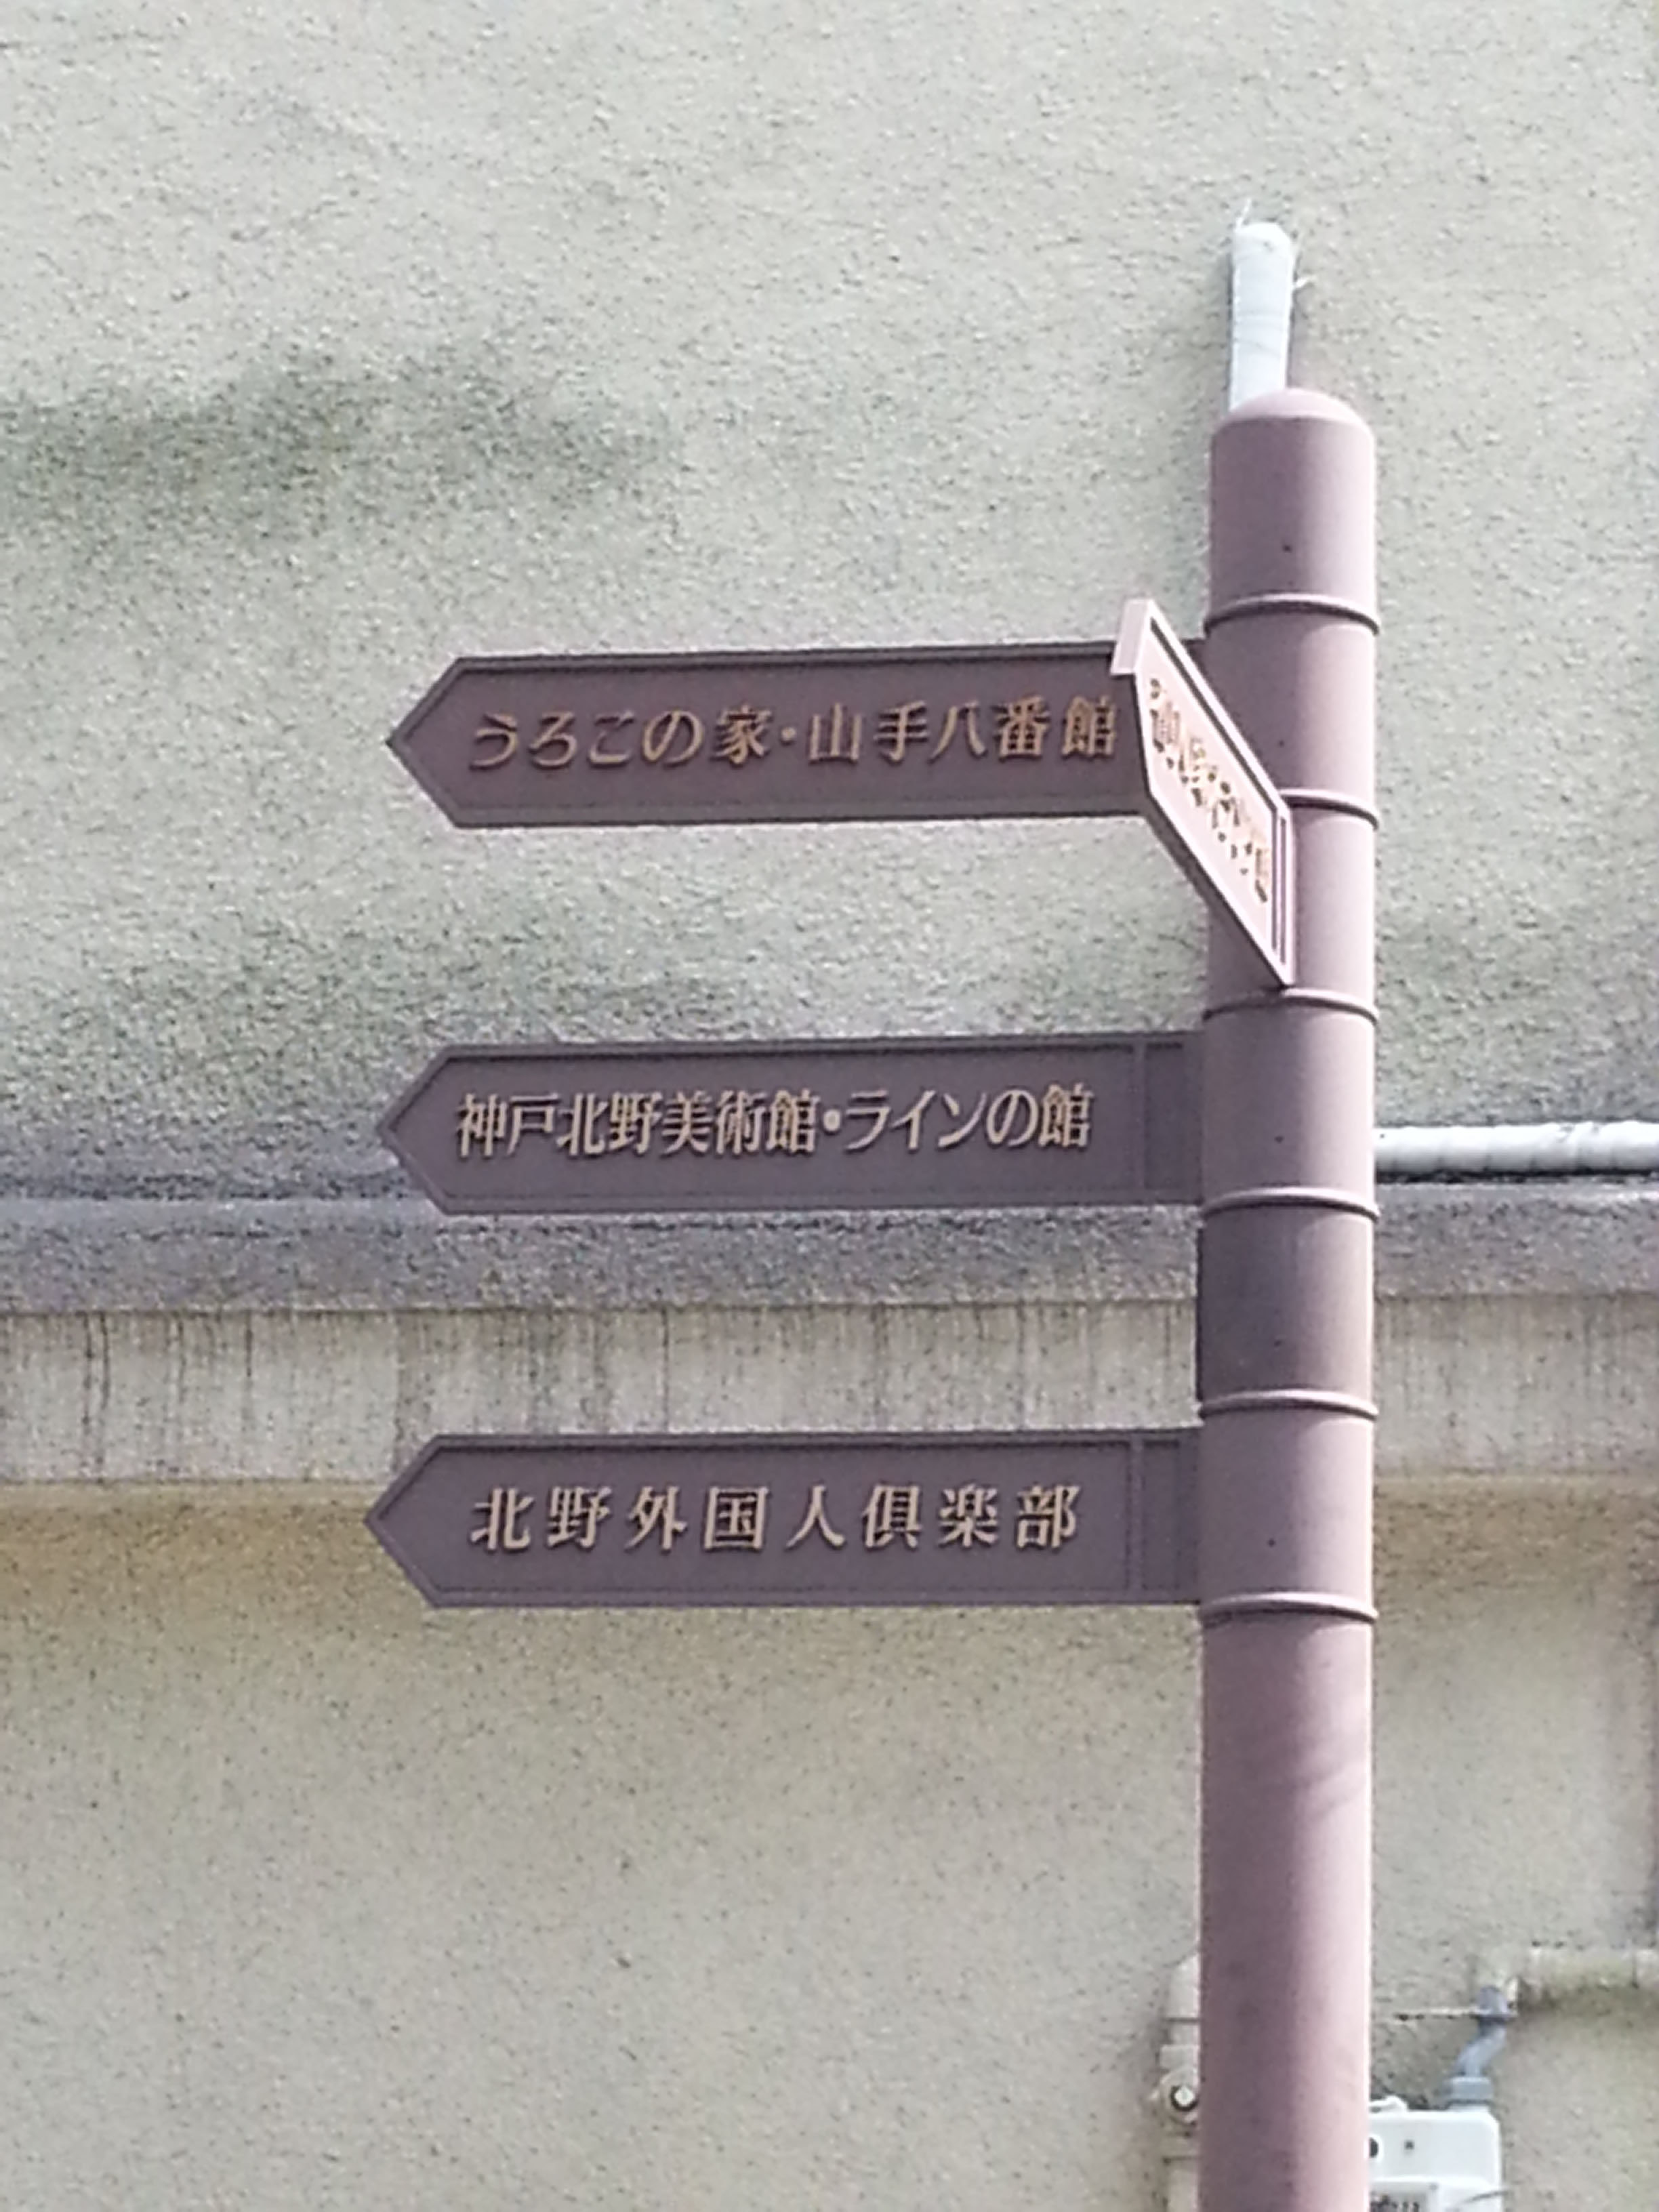 うろこの家・山手八番館
神戸北野美術館・ラインの館
北野外国人倶楽部